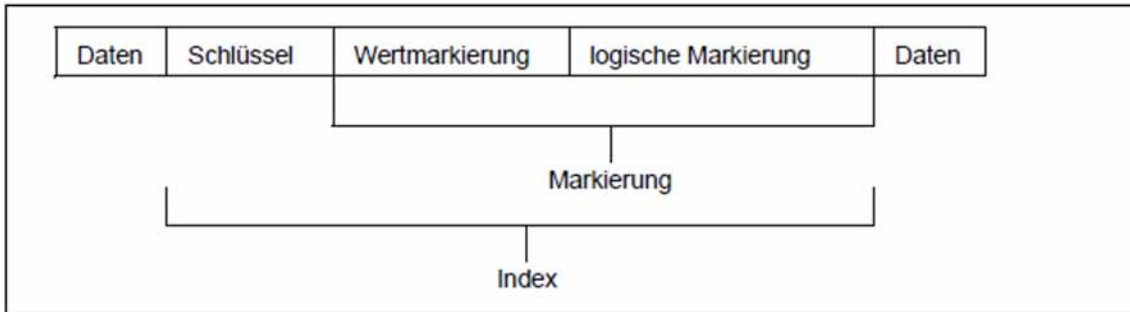 Daten Schlüssel Wertmarkierung logische Markierung Daten
Markierung
Index